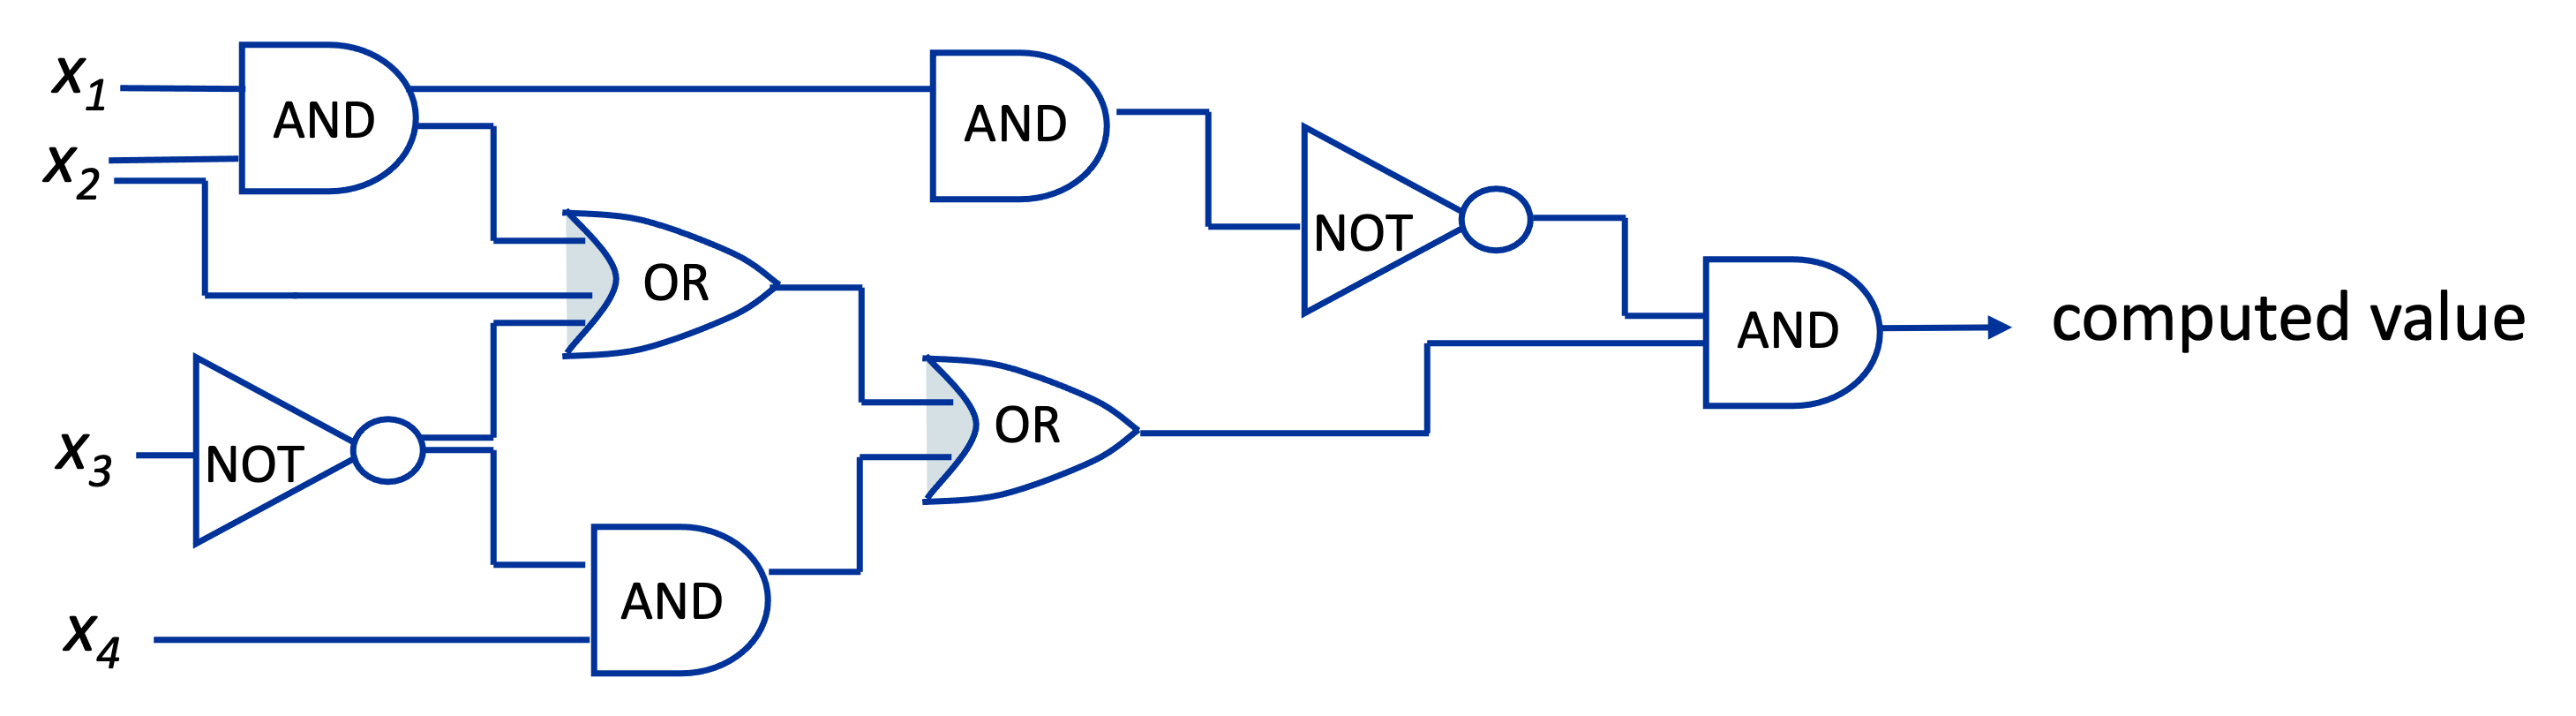 x1
AND
AND
x2
NOT
OR
AND
computed value
OR
x3
NOT
AND
x4